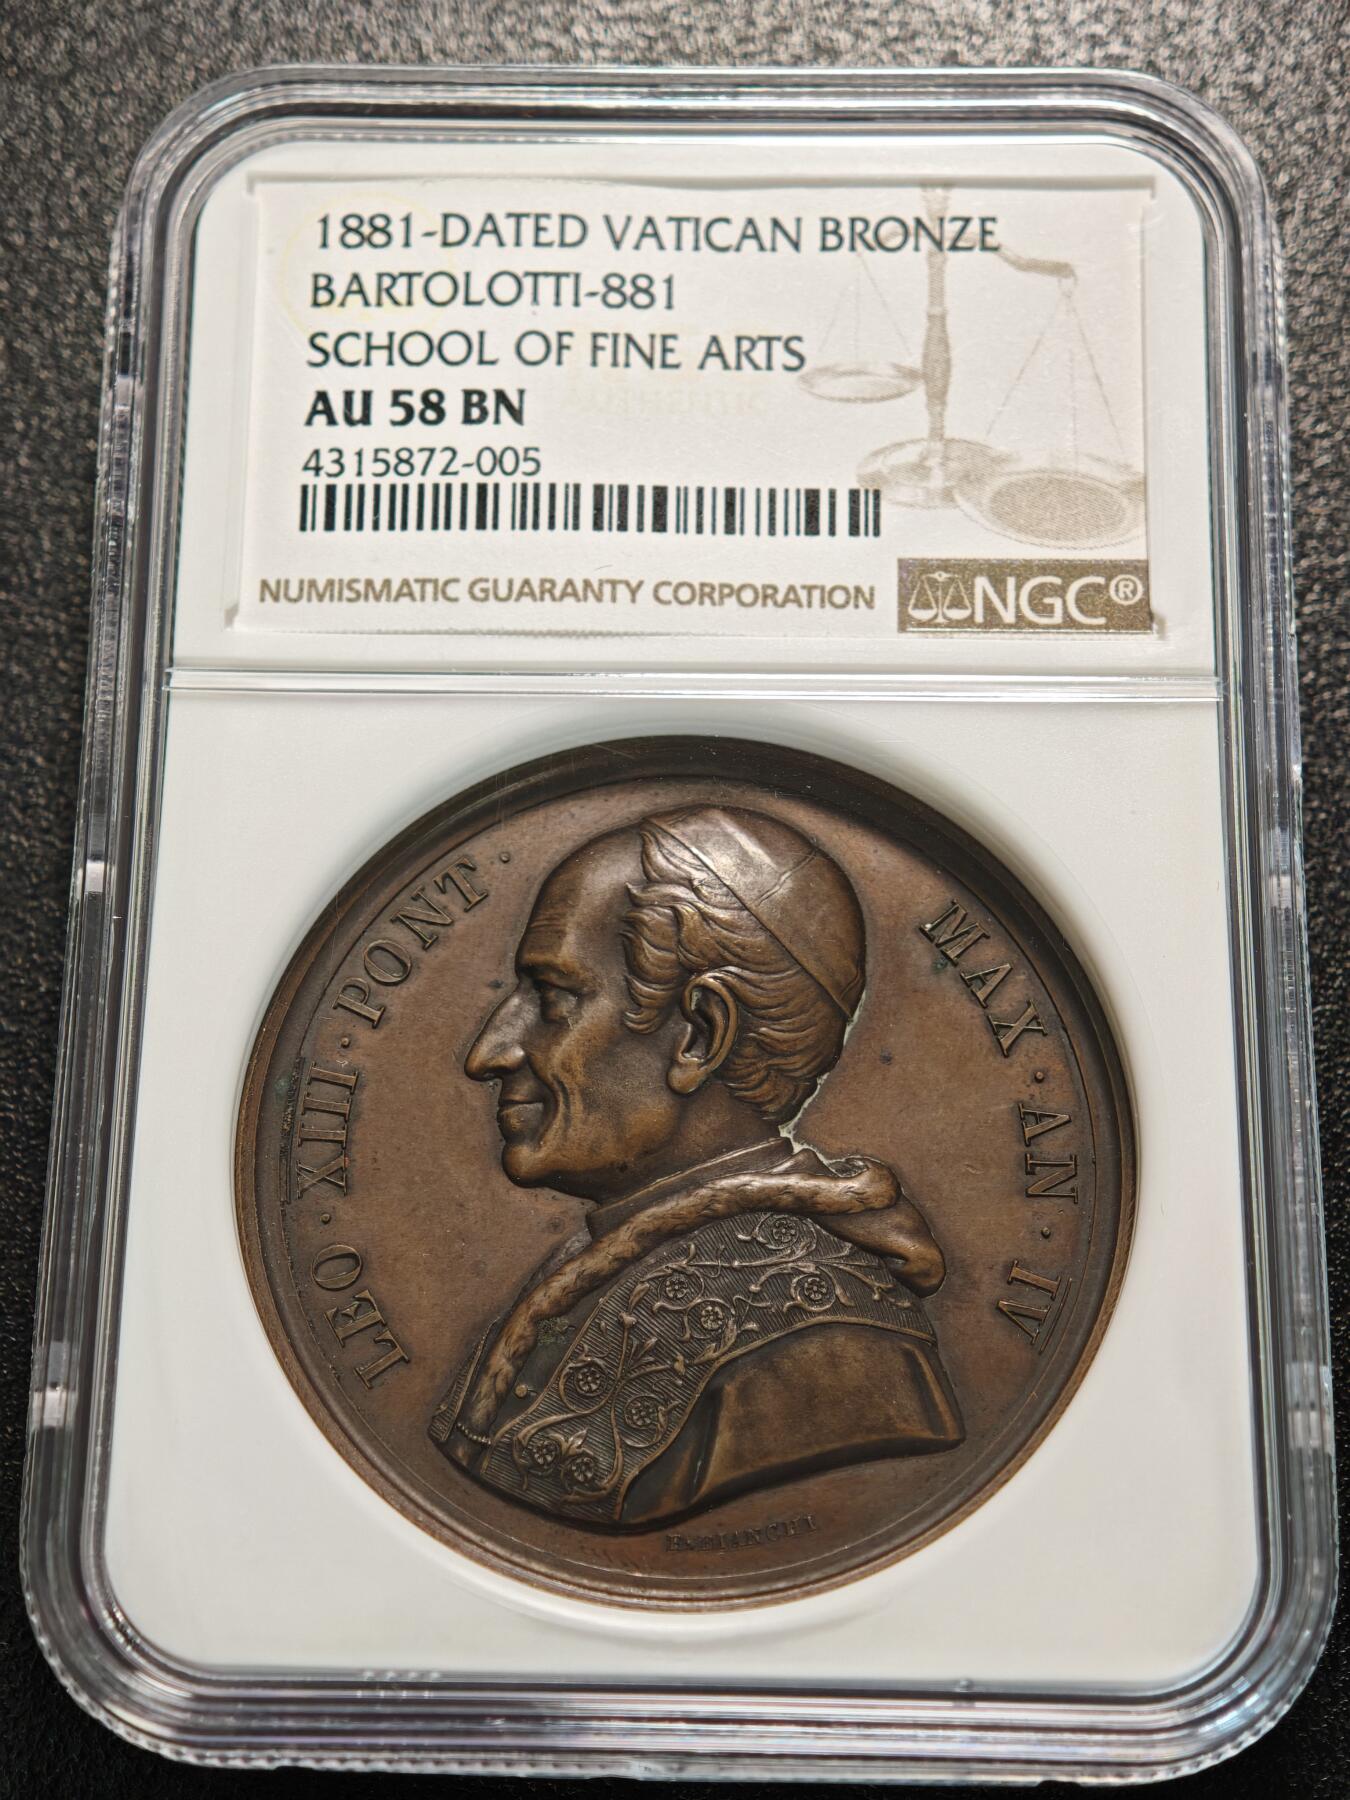 1881-DATED VATICAN BRONZE
BARTOLOTTI-881
SCHOOL OF FINE ARTS
AU 58 BN
4315872-005
NUMISMATIC GUARANTY CORPORATION
NGC®
LEO · XIII · PONT · MAX · AN · IV
F·BIANCHI